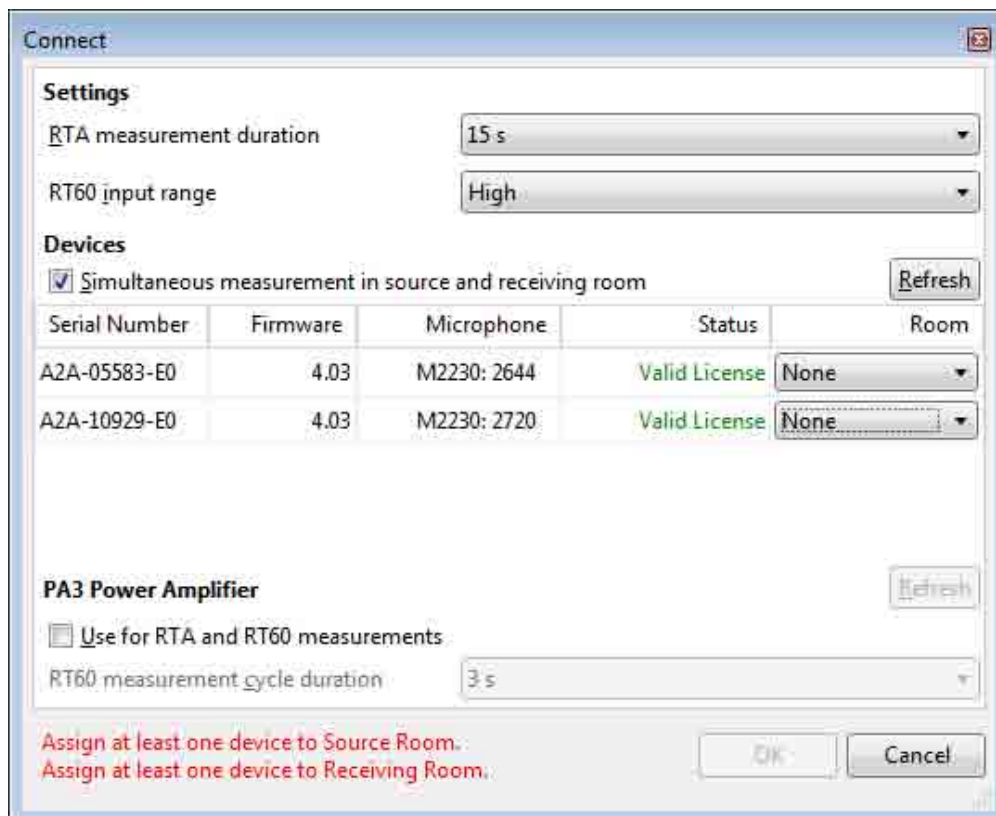 Connect
Settings
RTA measurement duration 15 s
RT60 input range High
Devices
Simultaneous measurement in source and receiving room Refresh
Serial Number Firmware Microphone Status Room
A2A-05583-E0 4.03 M2230: 2644 Valid License None
A2A-10929-E0 4.03 M2230: 2720 Valid License None
PA3 Power Amplifier Refresh
Use for RTA and RT60 measurements
RT60 measurement cycle duration 3 s
Assign at least one device to Source Room.
Assign at least one device to Receiving Room.
OK Cancel